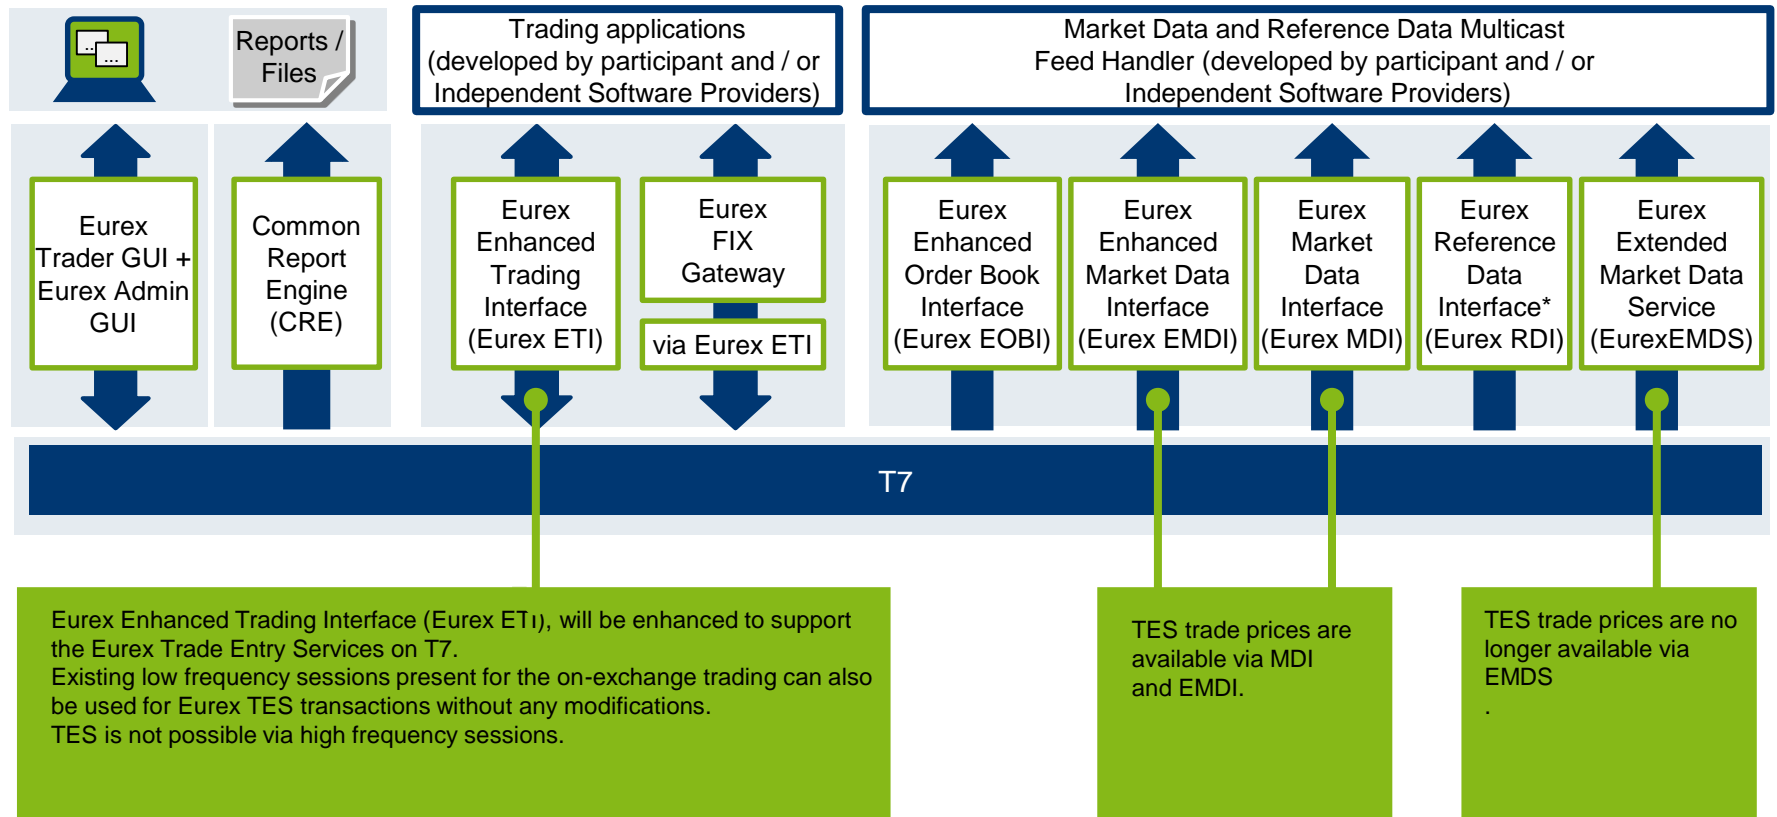 ...
...
Reports /
Files
Trading applications
(developed by participant and / or
Independent Software Providers)
Market Data and Reference Data Multicast
Feed Handler (developed by participant and / or
Independent Software Providers)
Eurex
Trader GUI +
Eurex Admin
GUI
Common
Report
Engine
(CRE)
Eurex
Enhanced
Trading
Interface
(Eurex ETI)
Eurex
FIX
Gateway
via Eurex ETI
Eurex
Enhanced
Order Book
Interface
(Eurex EOBI)
Eurex
Enhanced
Market Data
Interface
(Eurex EMDI)
Eurex
Market
Data
Interface
(Eurex MDI)
Eurex
Reference
Data
Interface*
(Eurex RDI)
Eurex
Extended
Market Data
Service
(EurexEMDS)
T7
Eurex Enhanced Trading Interface (Eurex ETI), will be enhanced to support
the Eurex Trade Entry Services on T7.
Existing low frequency sessions present for the on-exchange trading can also
be used for Eurex TES transactions without any modifications.
TES is not possible via high frequency sessions.
TES trade prices are
available via MDI
and EMDI.
TES trade prices are no
longer available via
EMDS
.